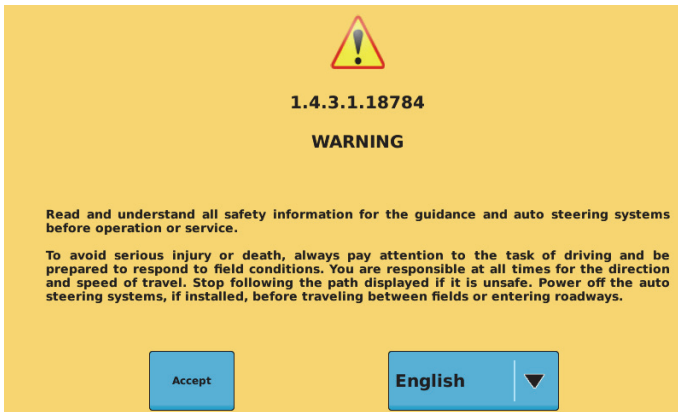 1.4.3.1.18784
WARNING
Read and understand all safety information for the guidance and auto steering systems
before operation or service.
To avoid serious injury or death, always pay attention to the task of driving and be
prepared to respond to field conditions. You are responsible at all times for the direction
and speed of travel. Stop following the path displayed if it is unsafe. Power off the auto
steering systems, if installed, before traveling between fields or entering roadways.
Accept
English